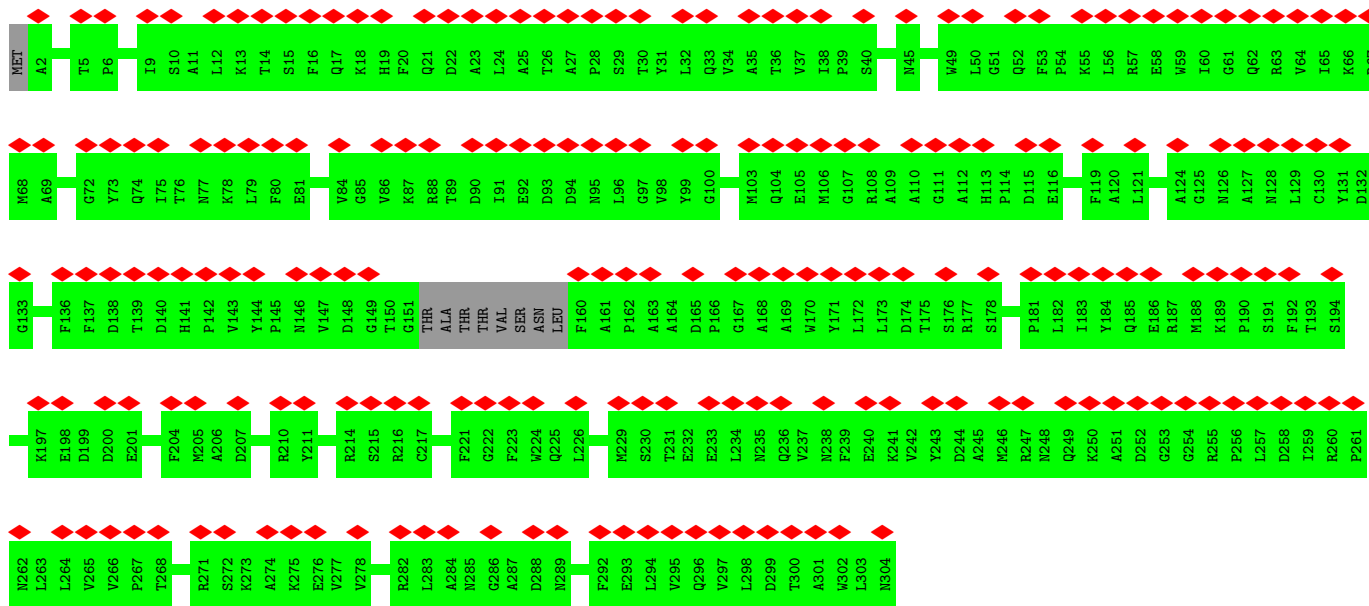 MET A2 T5 P6 I9 S10 A11 L12 K13 T14 S15 F16 Q17 K18 H19 F20 Q21 D22 A23 L24 A25 T26 A27 P28 S29 T30 Y31 L32 Q33 V34 A35 T36 V37 I38 P39 S40 N45 W49 L50 G51 Q52 F53 P54 K55 L56 R57 E58 W59 I60 G61 Q62 R63 V64 I65 K66
M68 A69 G72 Y73 Q74 I75 T76 N77 K78 L79 F80 E81 V84 G85 V86 K87 R88 T89 D90 I91 E92 D93 D94 N95 L96 G97 V98 Y99 G100 M103 Q104 E105 M106 G107 R108 A109 A110 G111 A112 H113 P114 D115 E116 F119 A120 L121 A124 G125 N126 A127 N128 L129 C130 Y131 D132
G133 F136 F137 D138 T139 D140 H141 P142 V143 Y144 P145 N146 V147 D148 G149 T150 G151 THR ALA THR THR VAL SER ASN LEU F160 A161 P162 A163 A164 D165 P166 G167 A168 A169 W170 Y171 L172 L173 D174 T175 S176 R177 S178 P181 L182 I183 Y184 Q185 E186 R187 M188 K189 P190 S191 F192 T193 S194
K197 E198 D199 D200 E201 F204 M205 A206 D207 R210 Y211 R214 S215 R216 C217 F221 G222 F223 W224 Q225 L226 M229 S230 T231 E232 E233 L234 N235 Q236 V237 N238 F239 E240 K241 V242 Y243 D244 A245 M246 R247 N248 Q249 K250 A251 D252 G253 G254 R255 P256 L257 D258 I259 R260 P261
N262 L263 L264 V265 V266 P267 T268 R271 S272 K273 A274 K275 E276 V277 V278 R282 L283 A284 N285 G286 A287 D288 N289 F292 E293 L294 V295 Q296 V297 L298 D299 T300 A301 W302 L303 N304